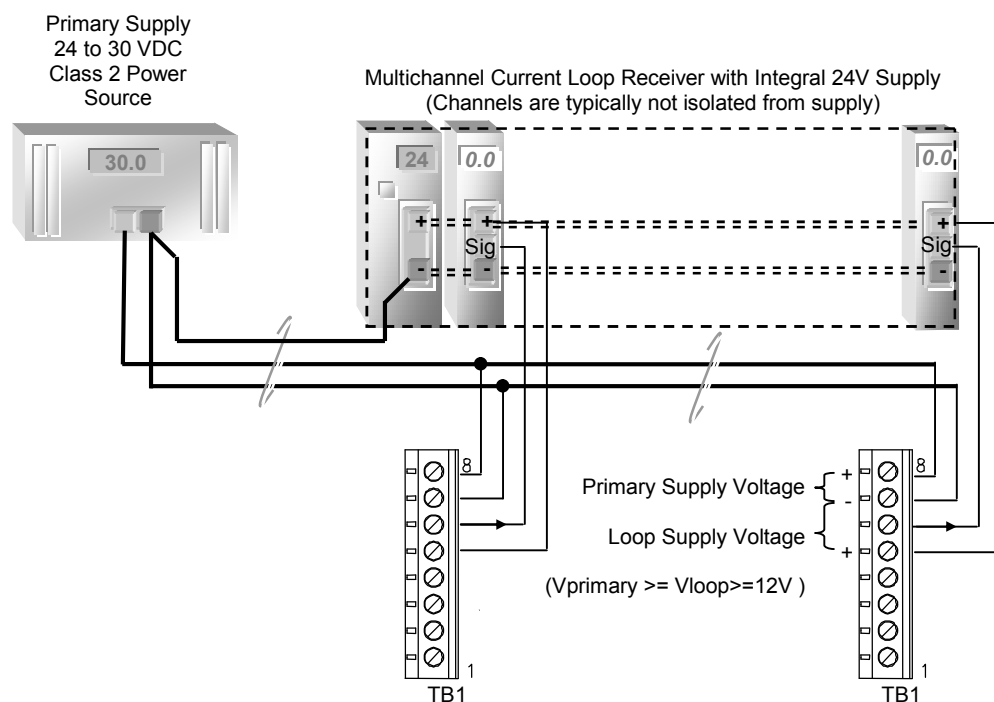 Primary Supply
24 to 30 VDC
Class 2 Power
Source
Multichannel Current Loop Receiver with Integral 24V Supply
(Channels are typically not isolated from supply)
30.0
24
0.0
0.0
+
+
+
Sig
Sig
-
-
-
8
8
Primary Supply Voltage
+
-
Loop Supply Voltage
+
(Vprimary >= Vloop>=12V )
1
1
TB1
TB1